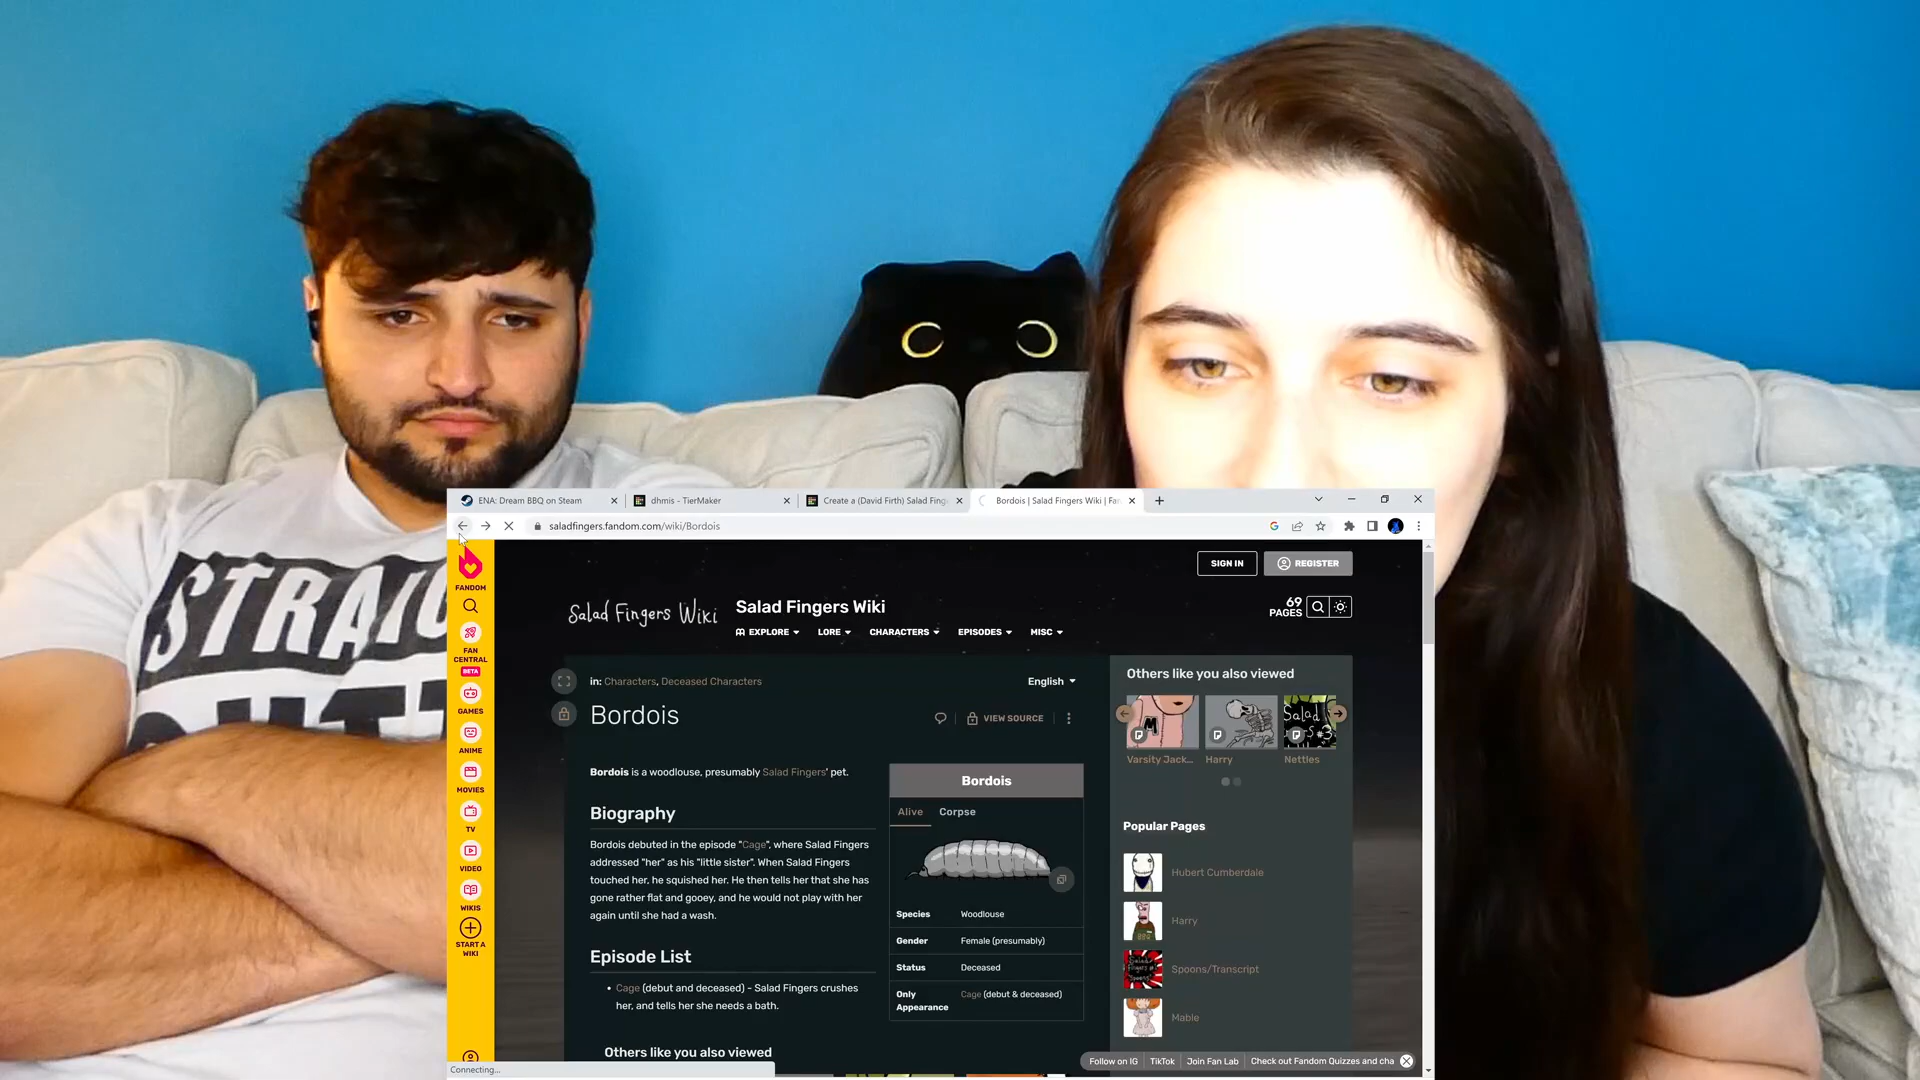 ENA: Dream BBQ on Steam
dhmis - TierMaker
Create a (David Firth) Salad Fing
Bordois | Salad Fingers Wiki | Fan
saladfingers.fandom.com/wiki/Bordois
STRAIG
FANDOM
FAN CENTRAL
BETA
GAMES
ANIME
MOVIES
TV
VIDEO
WIKIS
START A WIKI
SIGN IN
REGISTER
Salad Fingers Wiki
Salad Fingers Wiki
69 PAGES
EXPLORE
LORE
CHARACTERS
EPISODES
MISC
in: Characters, Deceased Characters
English
Bordois
VIEW SOURCE
Bordois is a woodlouse, presumably Salad Fingers' pet.
Biography
Bordois debuted in the episode "Cage", where Salad Fingers
addressed "her" as his "little sister". When Salad Fingers
touched her, he squished her. He then tells her that she has
gone rather flat and gooey, and he would not play with her
again until she had a wash.
Episode List
• Cage (debut and deceased) - Salad Fingers crushes
her, and tells her she needs a bath.
Others like you also viewed
Bordois
Alive Corpse
Species Woodlouse
Gender Female (presumably)
Status Deceased
Only Appearance Cage (debut & deceased)
Others like you also viewed
M
Salad
#3
Varsity Jack...
Harry
Nettles
Popular Pages
Hubert Cumberdale
Harry
Spoons/Transcript
Mable
Follow on IG
TikTok
Join Fan Lab
Check out Fandom Quizzes and cha
Connecting...